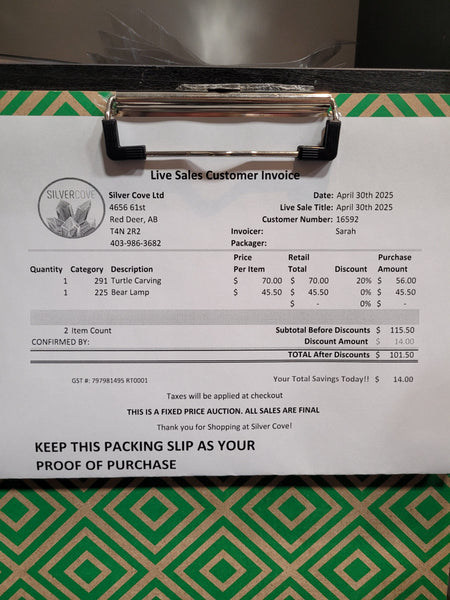 Live Sales Customer Invoice
SILVERCOVE
Silver Cove Ltd
4656 61st
Red Deer, AB
T4N 2R2
403-986-3682
Date: April 30th 2025
Live Sale Title: April 30th 2025
Customer Number: 16592
Invoicer: Sarah
Packager:
Quantity Category Description Price Per Item Retail Total Discount Purchase Amount
1 291 Turtle Carving $ 70.00 $ 70.00 20% $ 56.00
1 225 Bear Lamp $ 45.50 $ 45.50 0% $ 45.50
$ - 0% $ -
2 Item Count Subtotal Before Discounts $ 115.50
CONFIRMED BY: Discount Amount $ 14.00
TOTAL After Discounts $ 101.50
GST #: 797981495 RT0001 Your Total Savings Today!! $ 14.00
Taxes will be applied at checkout
THIS IS A FIXED PRICE AUCTION. ALL SALES ARE FINAL
Thank you for Shopping at Silver Cove!
KEEP THIS PACKING SLIP AS YOUR
PROOF OF PURCHASE